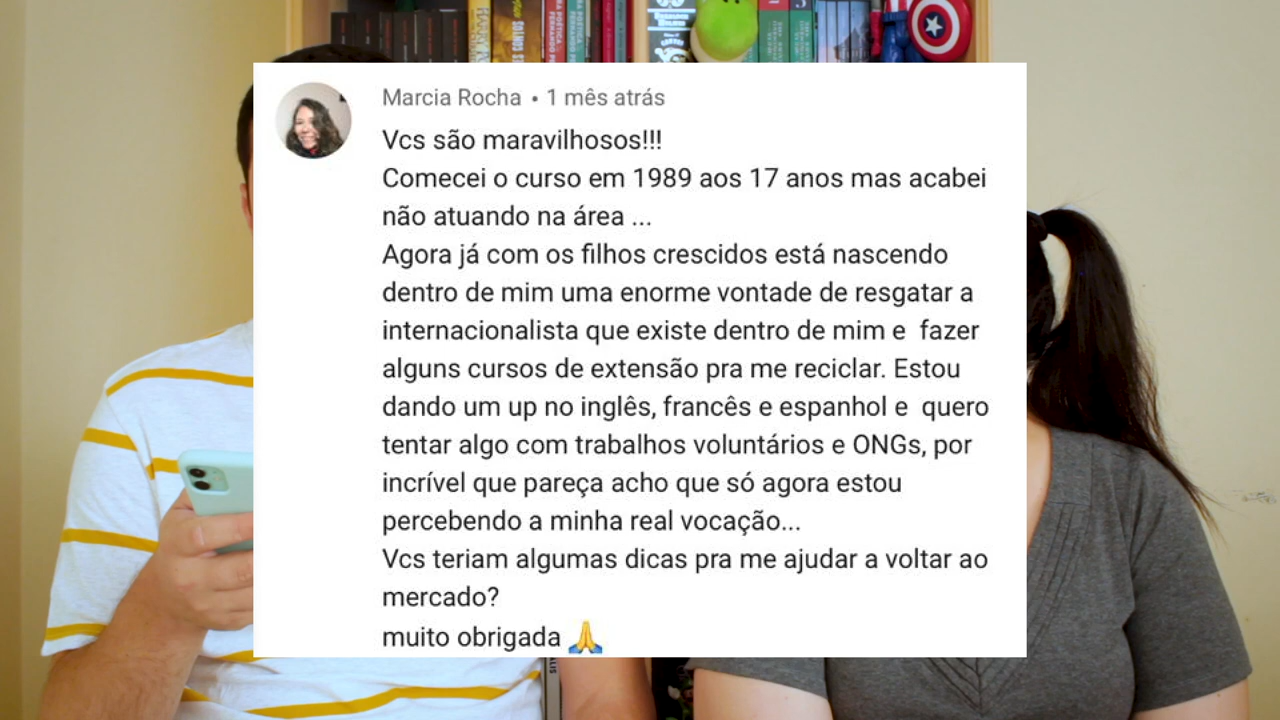 Marcia Rocha • 1 mês atrás
Vcs são maravilhosos!!!
Comecei o curso em 1989 aos 17 anos mas acabei
não atuando na área ...
Agora já com os filhos crescidos está nascendo
dentro de mim uma enorme vontade de resgatar a
internacionalista que existe dentro de mim e  fazer
alguns cursos de extensão pra me reciclar. Estou
dando um up no inglês, francês e espanhol e  quero
tentar algo com trabalhos voluntários e ONGs, por
incrível que pareça acho que só agora estou
percebendo a minha real vocação...
Vcs teriam algumas dicas pra me ajudar a voltar ao
mercado?
muito obrigada 🙏